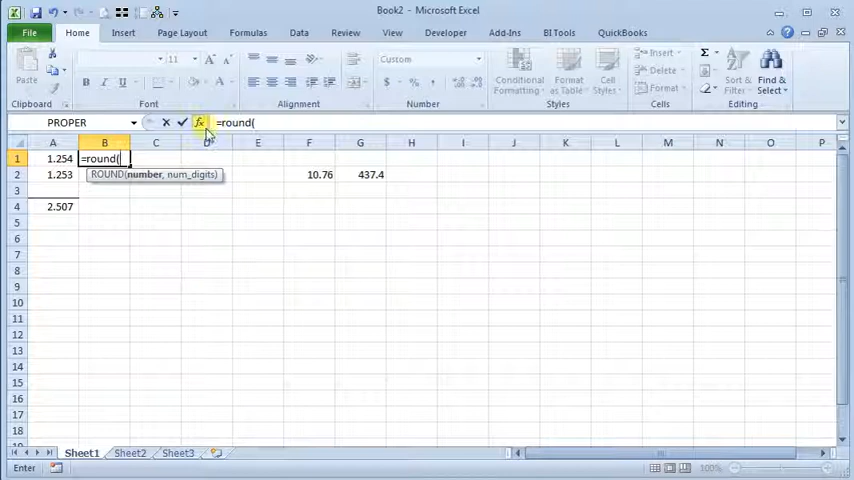 Book2 - Microsoft Excel
File Home Insert Page Layout Formulas Data Review View Developer Add-Ins BI Tools QuickBooks
Paste
11
A A
Custom
Conditional Formatting
Format as Table
Cell Styles
Insert
Delete
Format
Sort & Filter
Find & Select
B I U
$ %
Clipboard Font Alignment Number Styles Cells Editing
PROPER fx =round(
A B C D E F G H I J K L M N O P
1 1.254 =round(
2 1.253 ROUND(number, num_digits) 10.76 437.4
3
4 2.507
5
6
7
8
9
10
11
12
13
14
15
16
17
18
Sheet1 Sheet2 Sheet3
Enter 100%